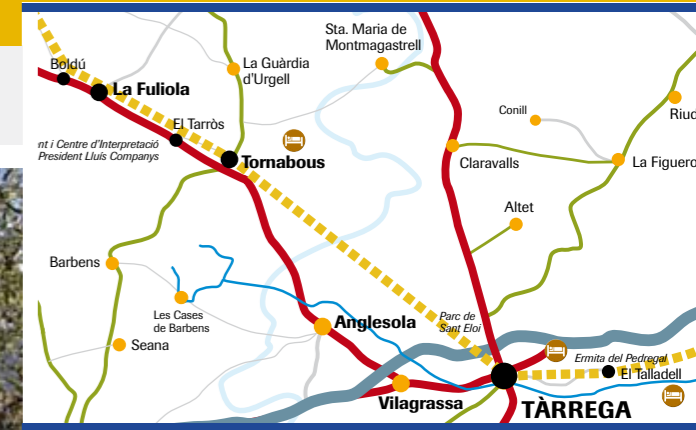 Sta. Maria de
Montmagastrell
Boldú
La Guàrdia
d'Urgell
La Fuliola
Conill
Riud
El Tarròs
nt i Centre d'Interpretació
President Lluís Companys
Tornabous
Claravalls
La Figuero
Altet
Barbens
Les Cases
de Barbens
Anglesola
Parc de
Sant Eloi
Seana
Ermita del Pedregal
El Talladell
Vilagrassa
TÀRREGA